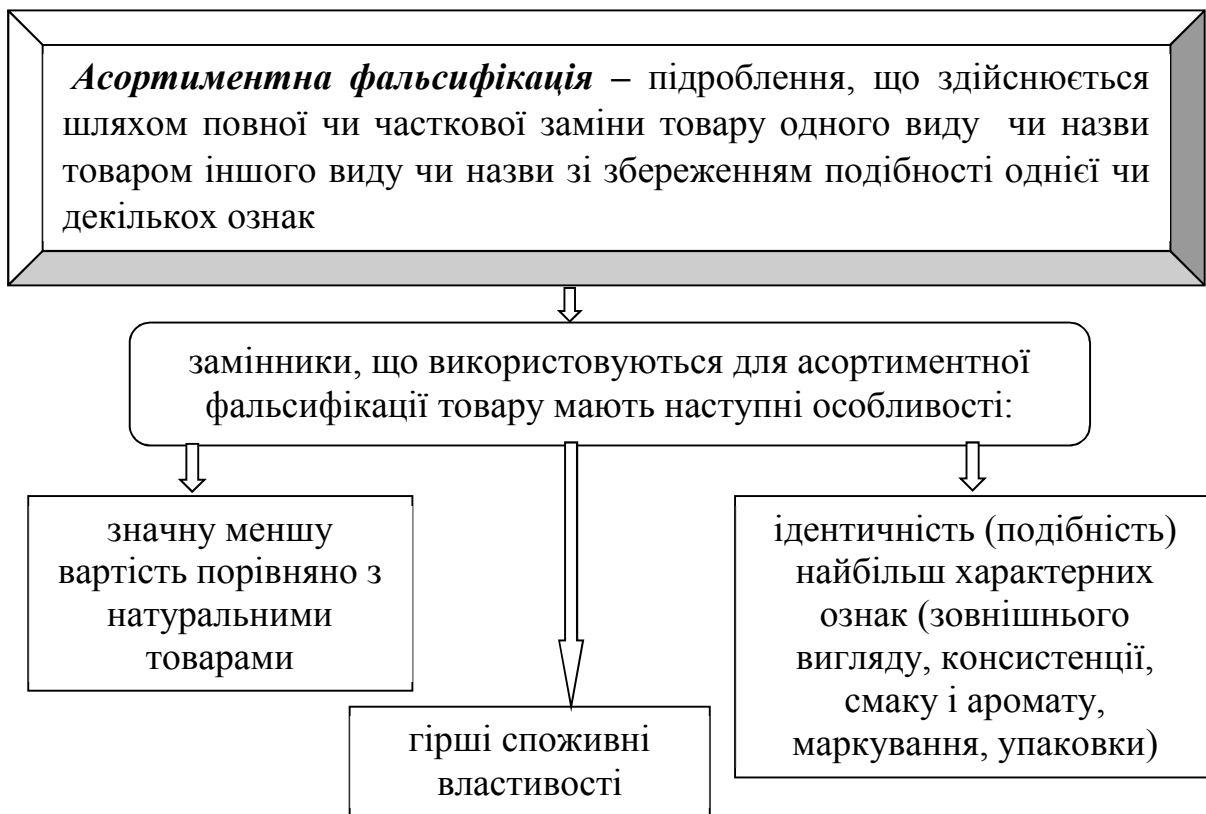 Асортиментна фальсифікація – підроблення, що здійснюється
шляхом повної чи часткової заміни товару одного виду чи назви
товаром іншого виду чи назви зі збереженням подібності однієї чи
декількох ознак
замінники, що використовуються для асортиментної
фальсифікації товару мають наступні особливості:
значну меншу
вартість порівняно з
натуральними
товарами
гірші споживні
властивості
ідентичність (подібність)
найбільш характерних
ознак (зовнішнього
вигляду, консистенції,
смаку і аромату,
маркування, упаковки)